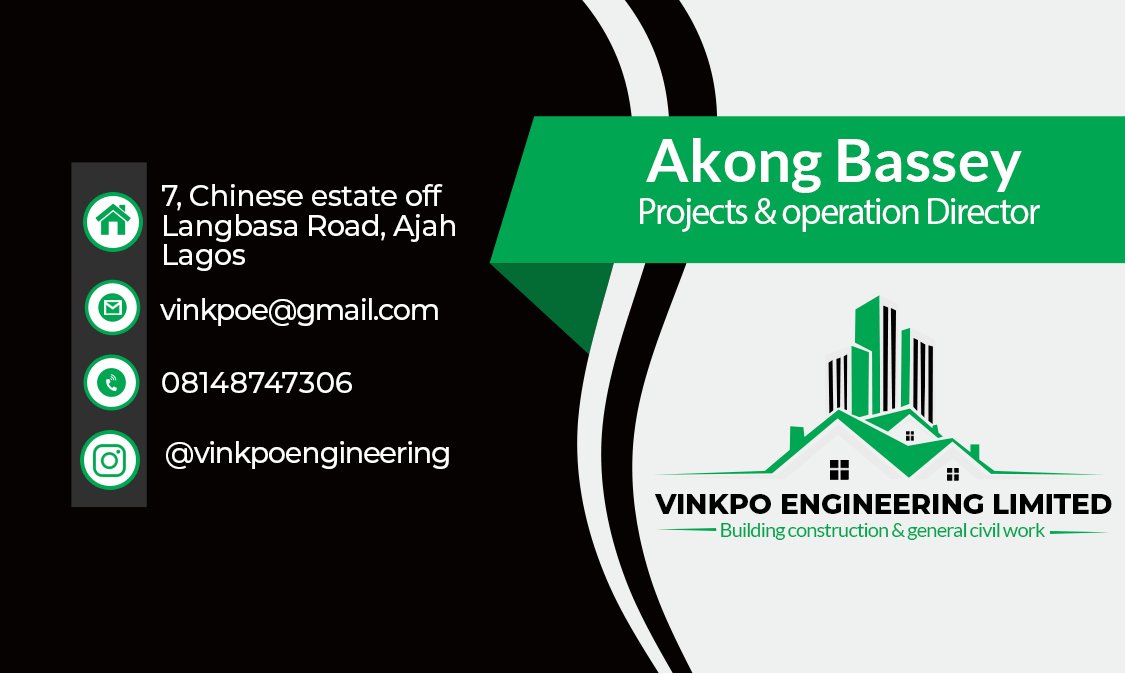 Akong Bassey
Projects & operation Director
7, Chinese estate off
Langbasa Road, Ajah
Lagos
vinkpoe@gmail.com
08148747306
@vinkpoengineering
VINKPO ENGINEERING LIMITED
Building construction & general civil work